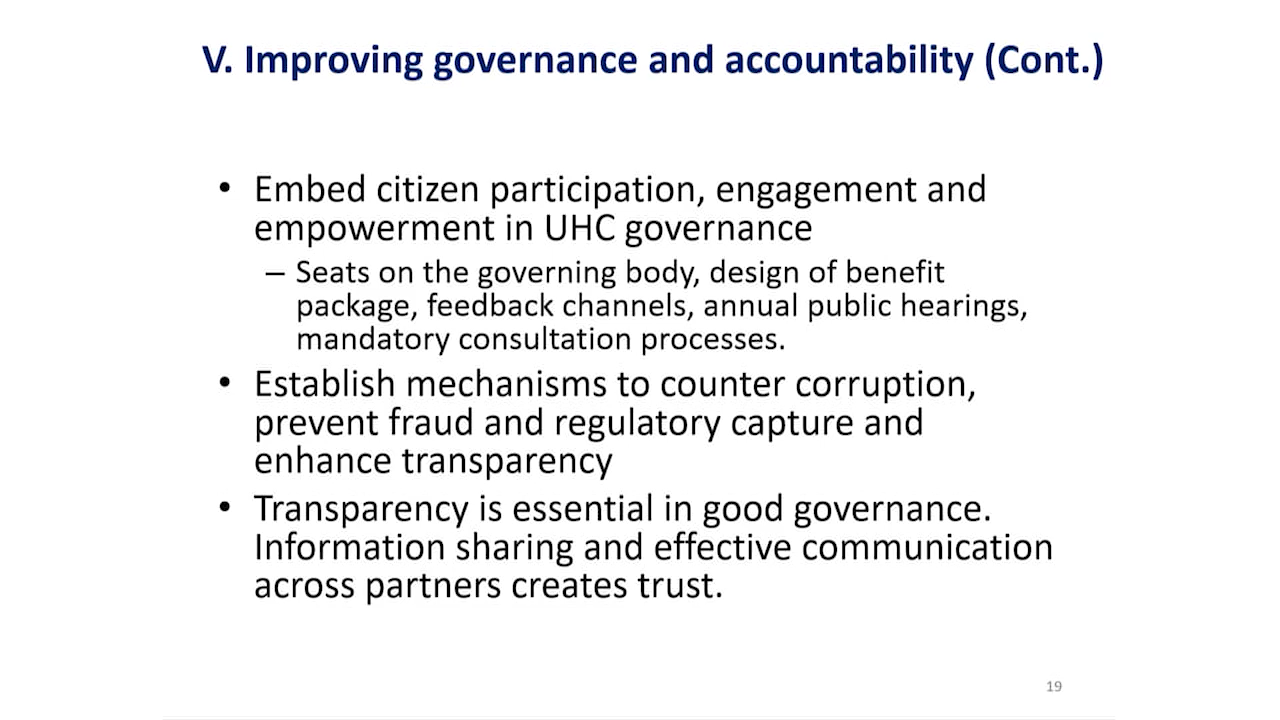 V. Improving governance and accountability (Cont.)
• Embed citizen participation, engagement and
empowerment in UHC governance
– Seats on the governing body, design of benefit
package, feedback channels, annual public hearings,
mandatory consultation processes.
• Establish mechanisms to counter corruption,
prevent fraud and regulatory capture and
enhance transparency
• Transparency is essential in good governance.
Information sharing and effective communication
across partners creates trust.
19